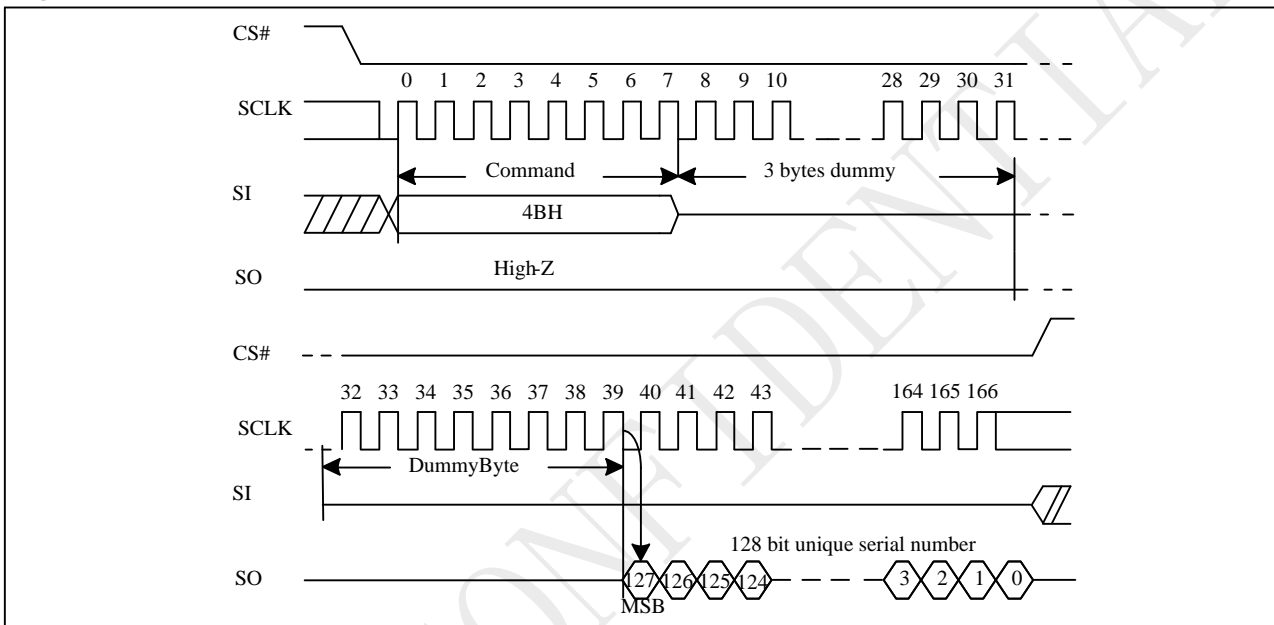 CS#
0 1 2 3 4 5 6 7 8 9 10 28 29 30 31
SCLK
Command 3 bytes dummy
SI
4BH
High-Z
SO
CS#
32 33 34 35 36 37 38 39 40 41 42 43 164 165 166
SCLK
DummyByte
SI
128 bit unique serial number
SO
127 126 125 124 3 2 1 0
MSB